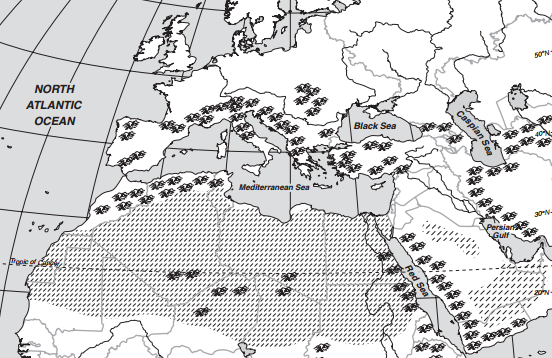 50°N
NORTH
ATLANTIC
OCEAN
Black Sea
Caspian Sea
40°
Mediterranean Sea
30°N
Persian
Gulf
Tropic of Cancer
Red Sea
20°N